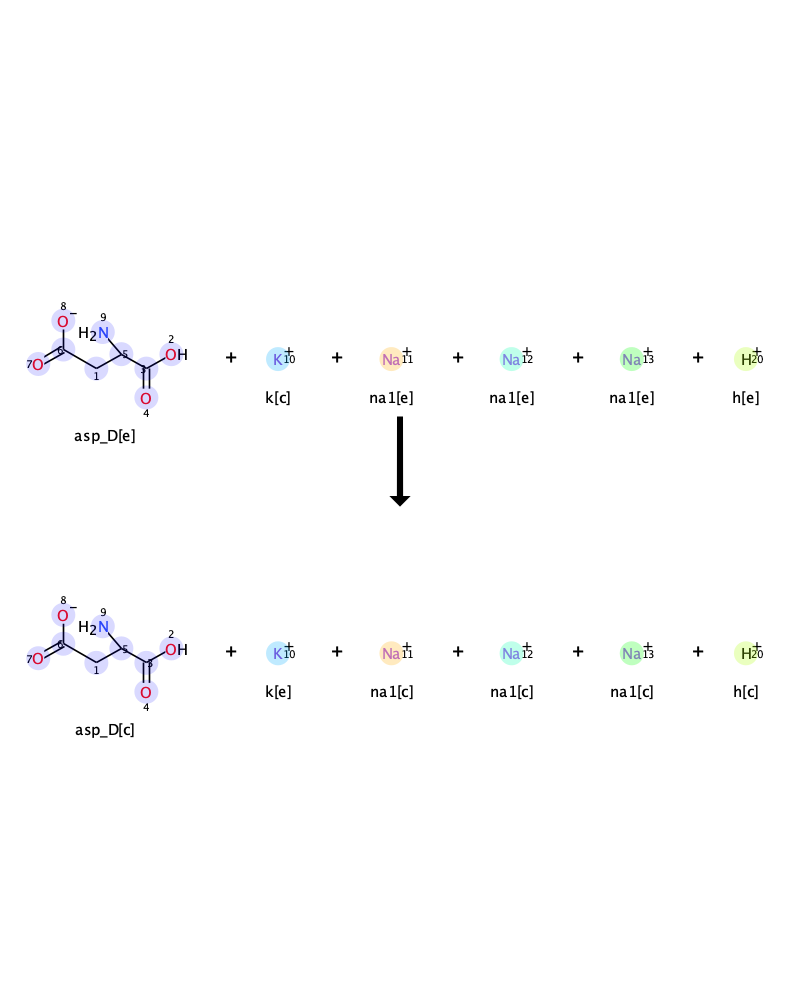 8
O−
9
H2N
2
7O
6
5
3
OH
1
O
4
+ K+10 + Na+11 + Na+12 + Na+13 + H+20
k[c] na1[e] na1[e] na1[e] h[e]
asp_D[e]
8
O−
9
H2N
2
7O
6
5
3
OH
1
O
4
+ K+10 + Na+11 + Na+12 + Na+13 + H+20
k[e] na1[c] na1[c] na1[c] h[c]
asp_D[c]